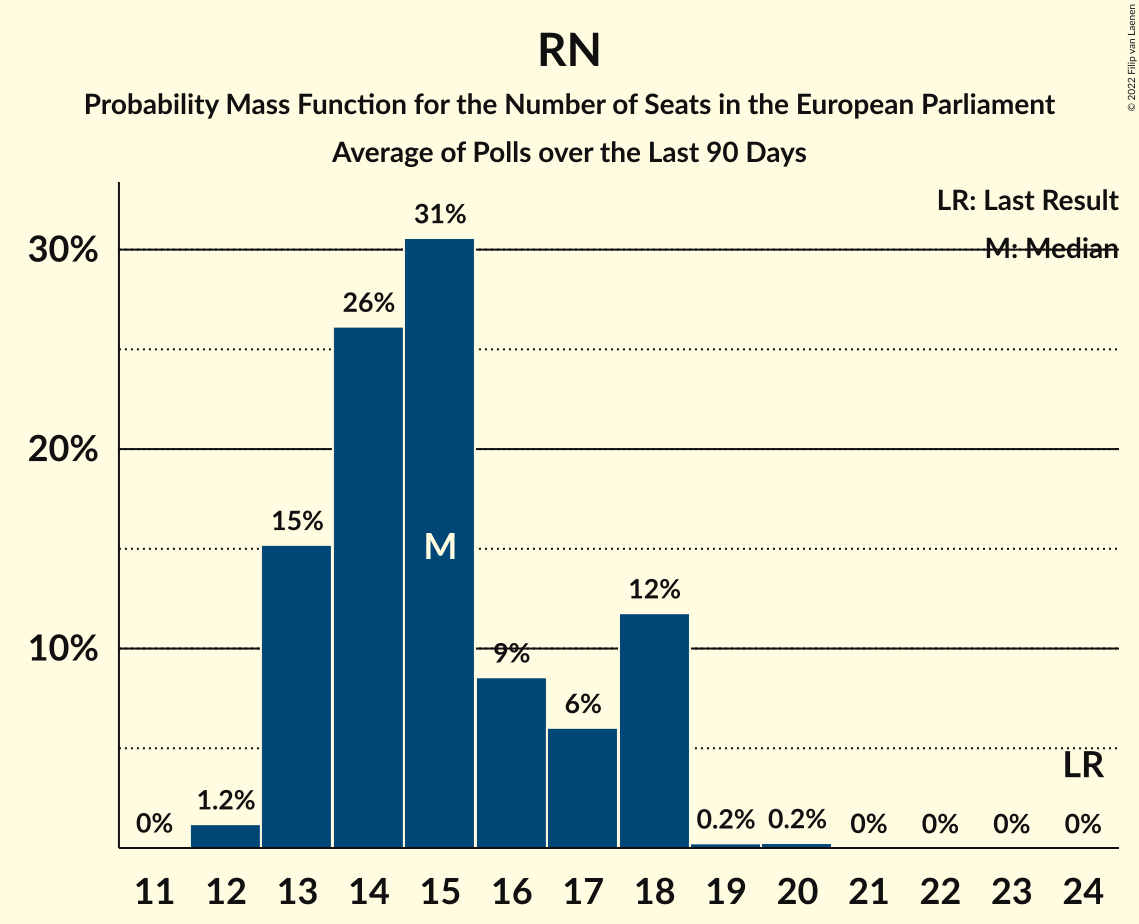 RN
Probability Mass Function for the Number of Seats in the European Parliament
Average of Polls over the Last 90 Days
© 2022 Filip van Laenen
LR: Last Result
M: Median
30%
20%
10%
0%
1.2%
15%
26%
31%
M
9%
6%
12%
0.2%
0.2%
0%
0%
0%
LR
0%
11 12 13 14 15 16 17 18 19 20 21 22 23 24